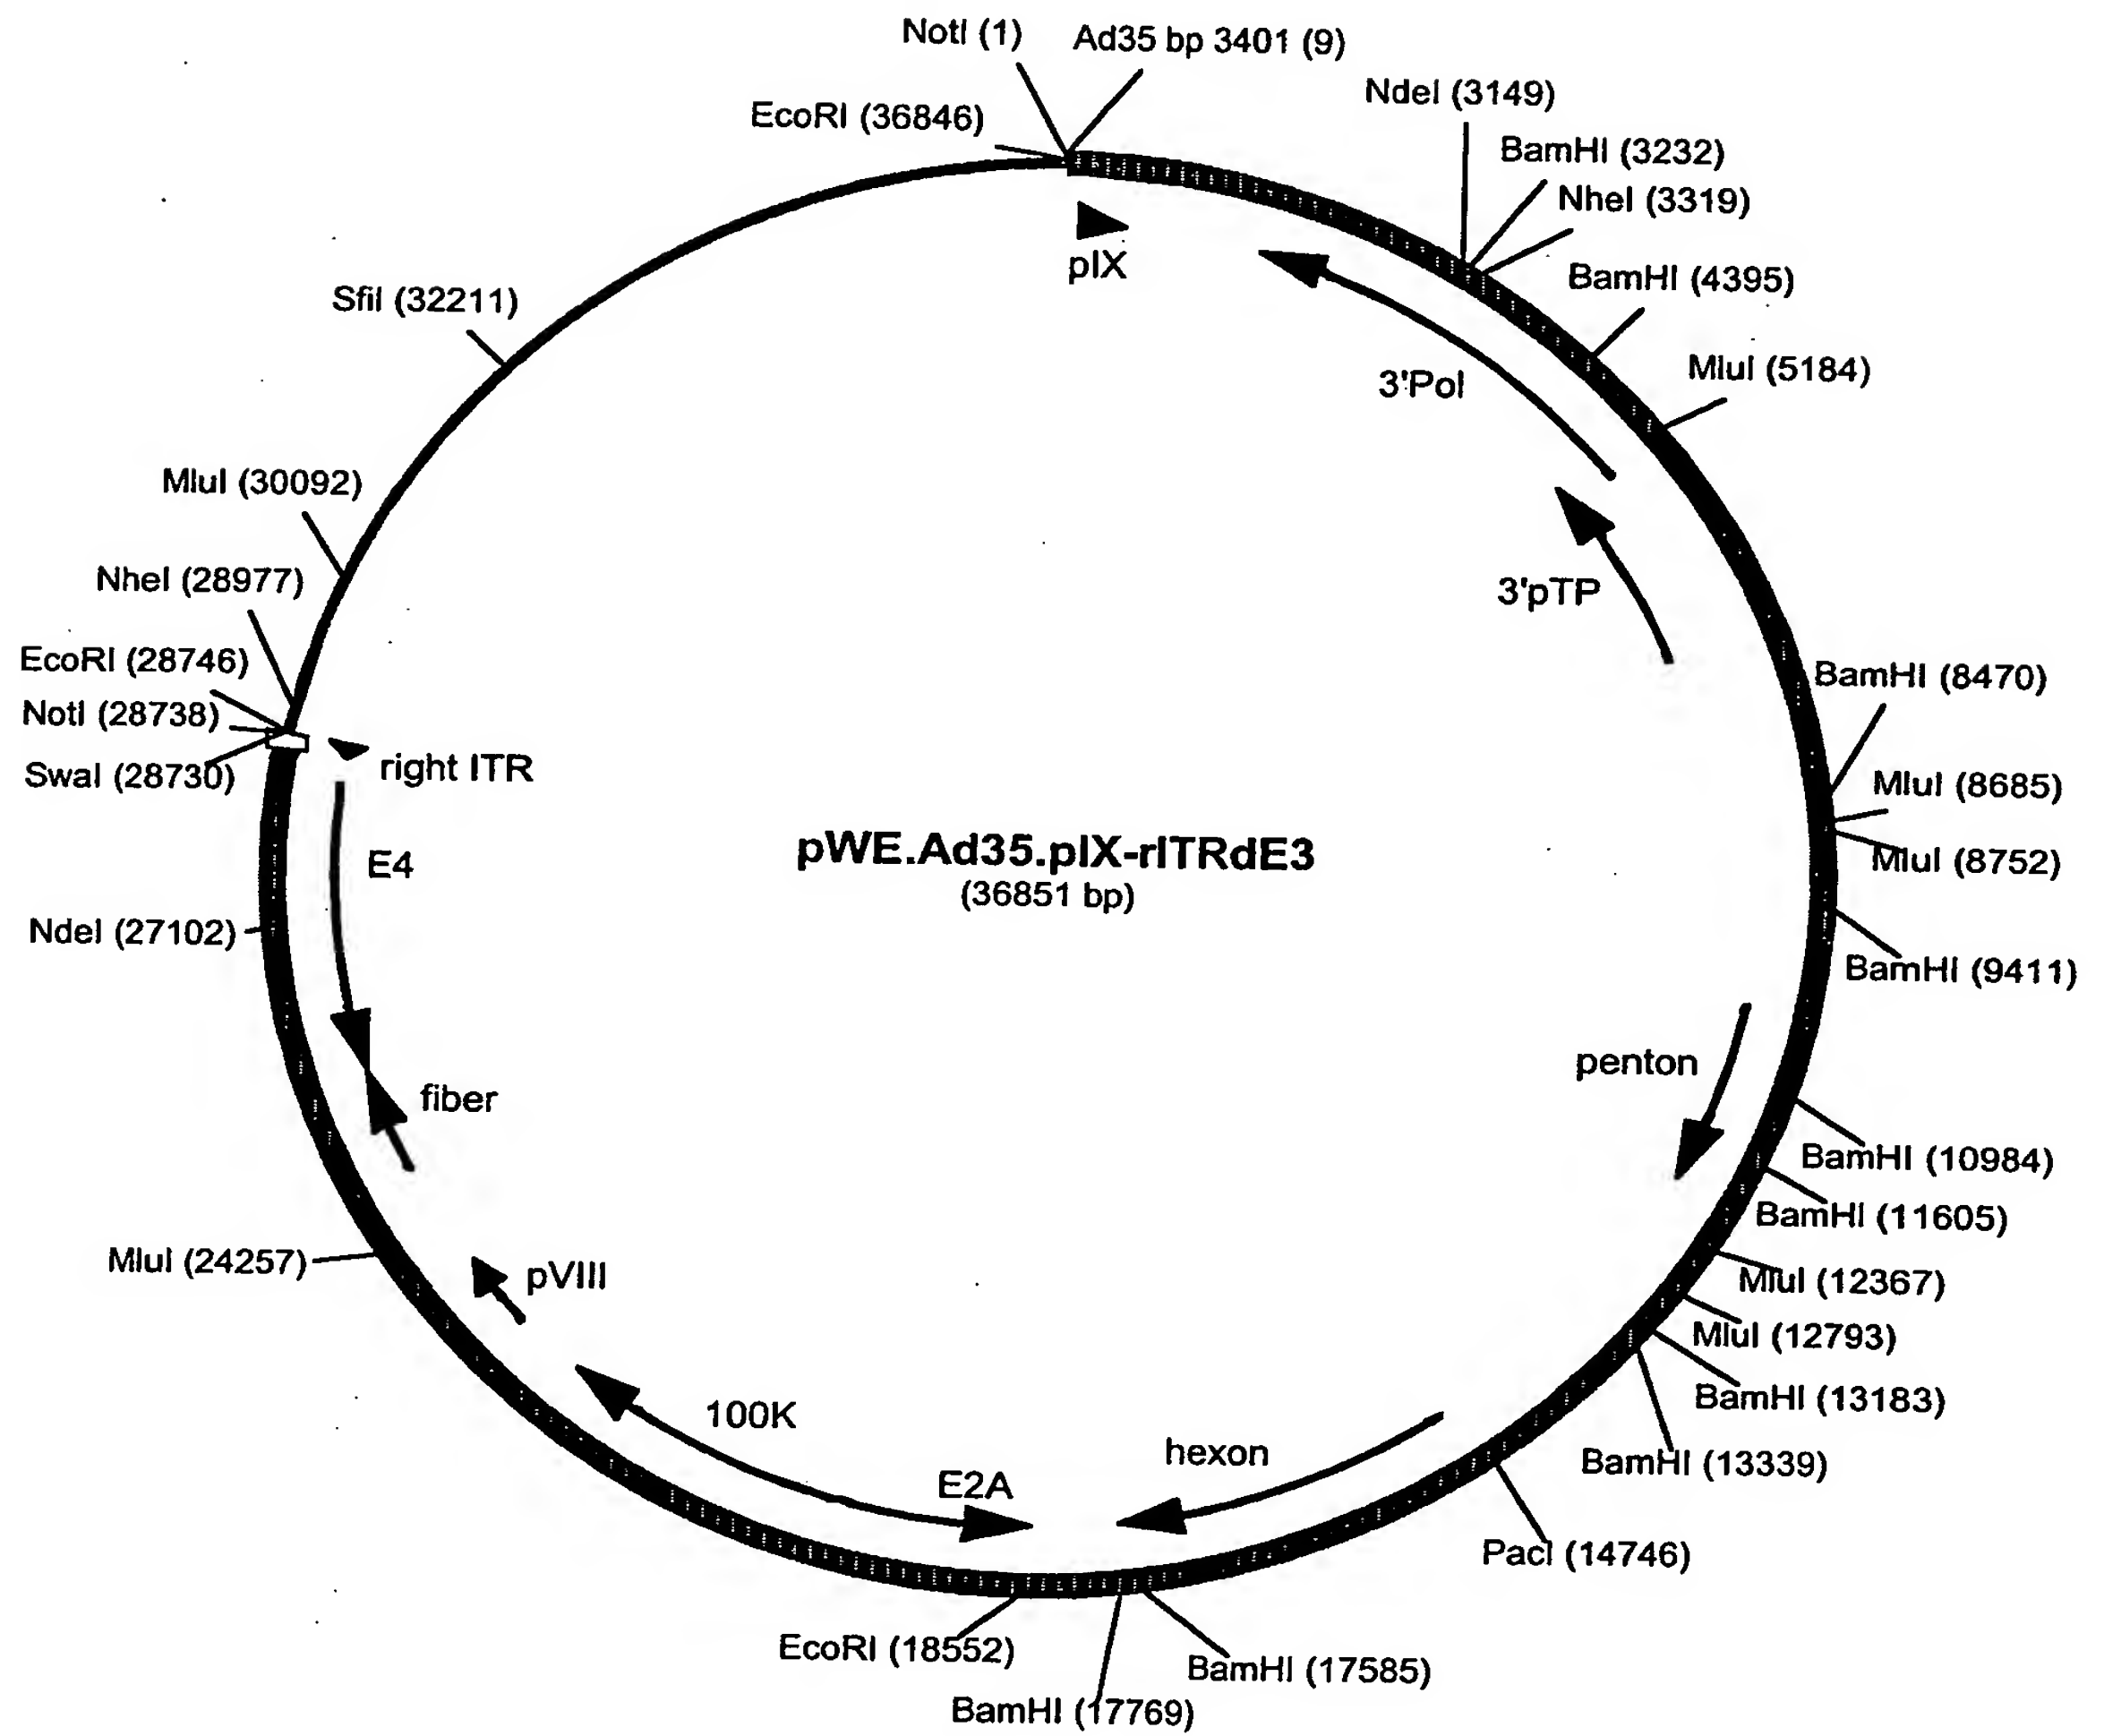 NotI (1)
Ad35 bp 3401 (9)
EcoRI (36846)
NdeI (3149)
BamHI (3232)
NheI (3319)
BamHI (4395)
MluI (5184)
pIX
3'Pol
3'pTP
SfiI (32211)
MluI (30092)
NheI (28977)
EcoRI (28746)
NotI (28738)
SwaI (28730)
right ITR
E4
NdeI (27102)
fiber
MluI (24257)
pVIII
100K
E2A
hexon
penton
pWE.Ad35.pIX-rITRdE3
(36851 bp)
BamHI (8470)
MluI (8685)
MluI (8752)
BamHI (9411)
BamHI (10984)
BamHI (11605)
MluI (12367)
MluI (12793)
BamHI (13183)
BamHI (13339)
PacI (14746)
EcoRI (18552)
BamHI (17585)
BamHI (17769)